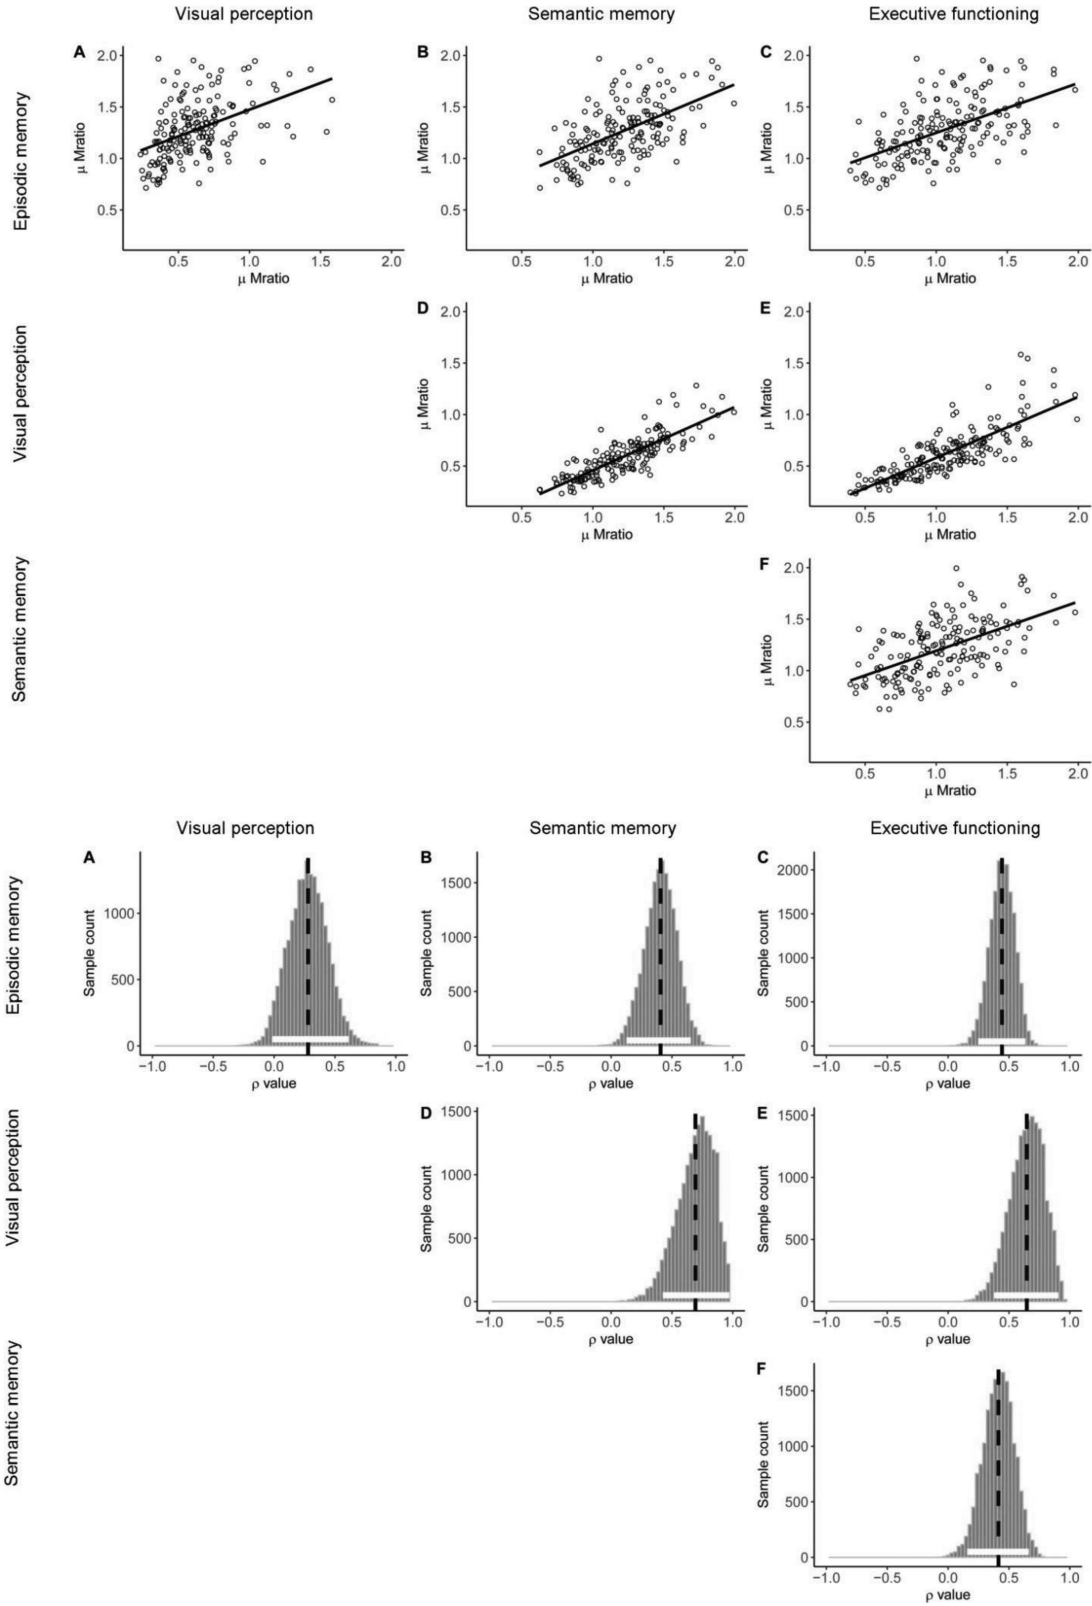 Visual perception
Semantic memory
Executive functioning
Episodic memory
A
2.0
1.5
1.0
0.5
μ Mratio
0.5
1.0
1.5
2.0
μ Mratio
B
2.0
1.5
1.0
0.5
μ Mratio
0.5
1.0
1.5
2.0
μ Mratio
C
2.0
1.5
1.0
0.5
μ Mratio
0.5
1.0
1.5
2.0
μ Mratio
Visual perception
D
2.0
1.5
1.0
0.5
μ Mratio
0.5
1.0
1.5
2.0
μ Mratio
E
2.0
1.5
1.0
0.5
μ Mratio
0.5
1.0
1.5
2.0
μ Mratio
Semantic memory
F
2.0
1.5
1.0
0.5
μ Mratio
0.5
1.0
1.5
2.0
μ Mratio
Visual perception
Semantic memory
Executive functioning
Episodic memory
A
1000
500
0
Sample count
−1.0
−0.5
0.0
0.5
1.0
ρ value
B
1500
1000
500
0
Sample count
−1.0
−0.5
0.0
0.5
1.0
ρ value
C
2000
1500
1000
500
0
Sample count
−1.0
−0.5
0.0
0.5
1.0
ρ value
Visual perception
D
1500
1000
500
0
Sample count
−1.0
−0.5
0.0
0.5
1.0
ρ value
E
1500
1000
500
0
Sample count
−1.0
−0.5
0.0
0.5
1.0
ρ value
Semantic memory
F
1500
1000
500
0
Sample count
−1.0
−0.5
0.0
0.5
1.0
ρ value